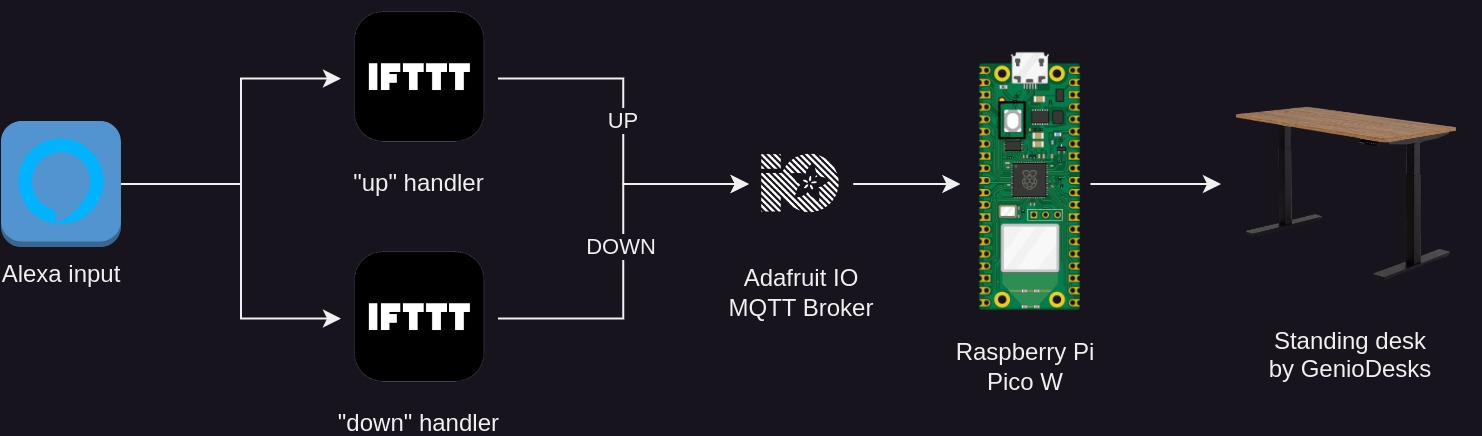 Alexa input
IFTTT
"up" handler
IFTTT
"down" handler
UP
DOWN
Adafruit IO
MQTT Broker
Raspberry Pi
Pico W
Standing desk
by GenioDesks